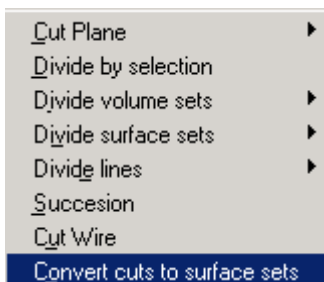 Cut Plane
Divide by selection
Divide volume sets
Divide surface sets
Divide lines
Succesion
Cut Wire
Convert cuts to surface sets